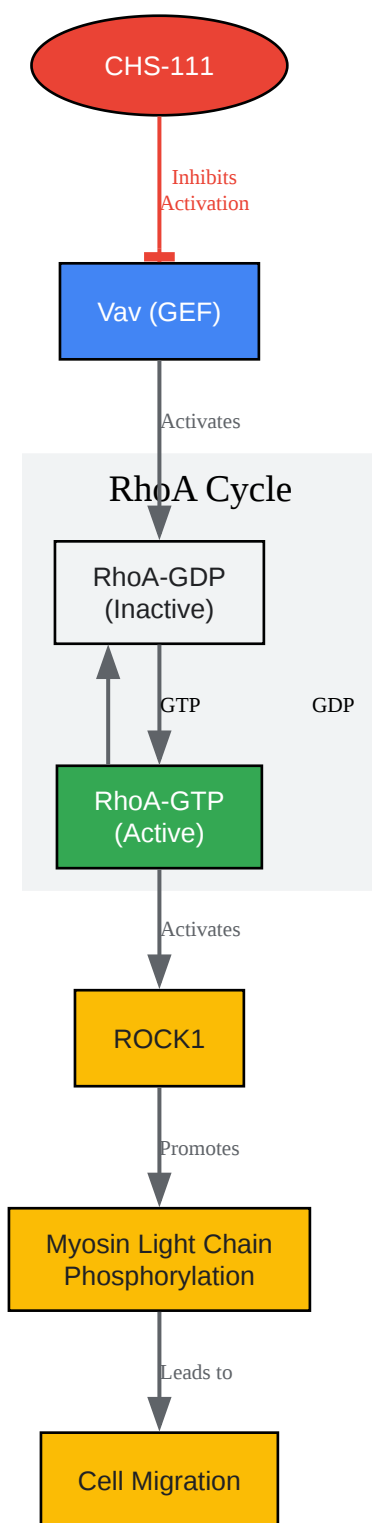 CHS-111
Inhibits
Activation
Vav (GEF)
Activates
RhoA Cycle
RhoA-GDP
(Inactive)
GTP
GDP
RhoA-GTP
(Active)
Activates
ROCK1
Promotes
Myosin Light Chain
Phosphorylation
Leads to
Cell Migration